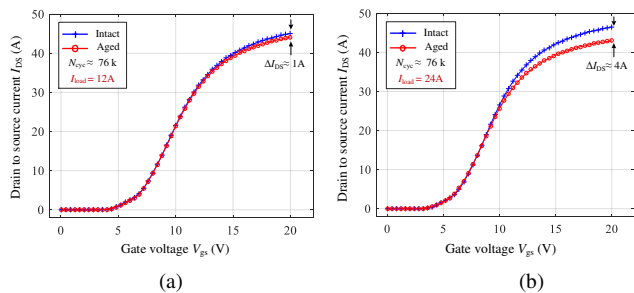 50
40
30
20
10
0
Drain to source current I_DS (A)
Intact
Aged
N_cyc ≈ 76 k
I_load = 12A
ΔI_DS ≈ 1A
0 5 10 15 20
Gate voltage V_gs (V)
(a)
50
40
30
20
10
0
Drain to source current I_DS (A)
Intact
Aged
N_cyc ≈ 76 k
I_load = 24A
ΔI_DS ≈ 4A
0 5 10 15 20
Gate voltage V_gs (V)
(b)